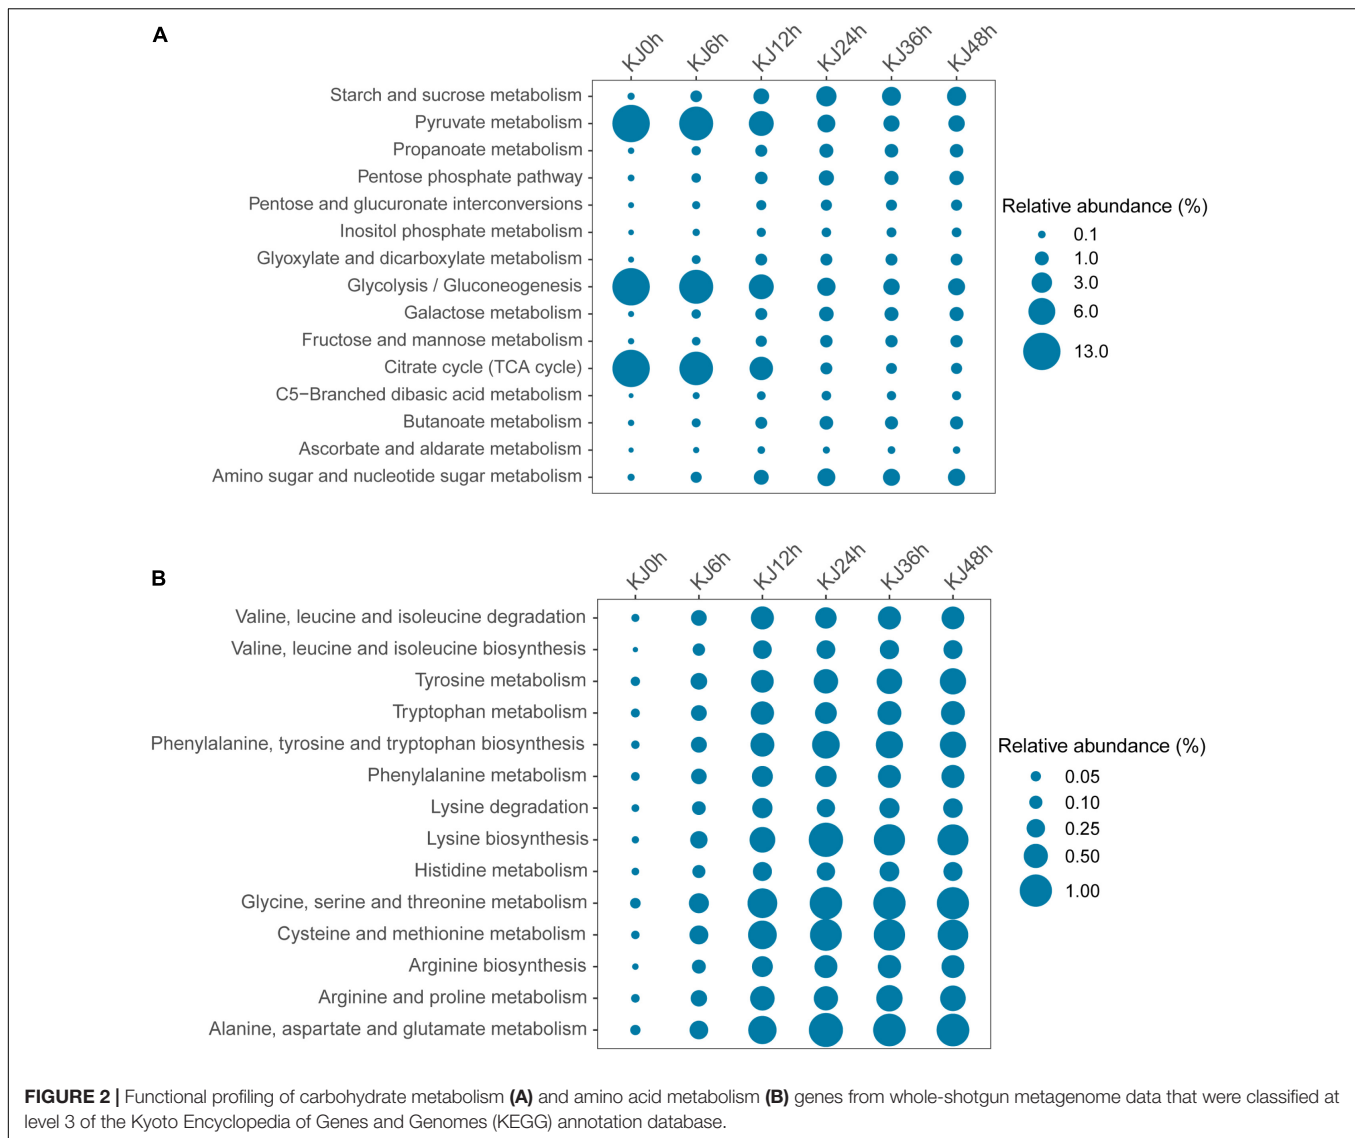 A
KJ0h KJ6h KJ12h KJ24h KJ36h KJ48h
Starch and sucrose metabolism
Pyruvate metabolism
Propanoate metabolism
Pentose phosphate pathway
Pentose and glucuronate interconversions
Inositol phosphate metabolism
Glyoxylate and dicarboxylate metabolism
Glycolysis / Gluconeogenesis
Galactose metabolism
Fructose and mannose metabolism
Citrate cycle (TCA cycle)
C5−Branched dibasic acid metabolism
Butanoate metabolism
Ascorbate and aldarate metabolism
Amino sugar and nucleotide sugar metabolism
Relative abundance (%)
0.1
1.0
3.0
6.0
13.0
B
KJ0h KJ6h KJ12h KJ24h KJ36h KJ48h
Valine, leucine and isoleucine degradation
Valine, leucine and isoleucine biosynthesis
Tyrosine metabolism
Tryptophan metabolism
Phenylalanine, tyrosine and tryptophan biosynthesis
Phenylalanine metabolism
Lysine degradation
Lysine biosynthesis
Histidine metabolism
Glycine, serine and threonine metabolism
Cysteine and methionine metabolism
Arginine biosynthesis
Arginine and proline metabolism
Alanine, aspartate and glutamate metabolism
Relative abundance (%)
0.05
0.10
0.25
0.50
1.00
FIGURE 2 | Functional profiling of carbohydrate metabolism (A) and amino acid metabolism (B) genes from whole-shotgun metagenome data that were classified at
level 3 of the Kyoto Encyclopedia of Genes and Genomes (KEGG) annotation database.